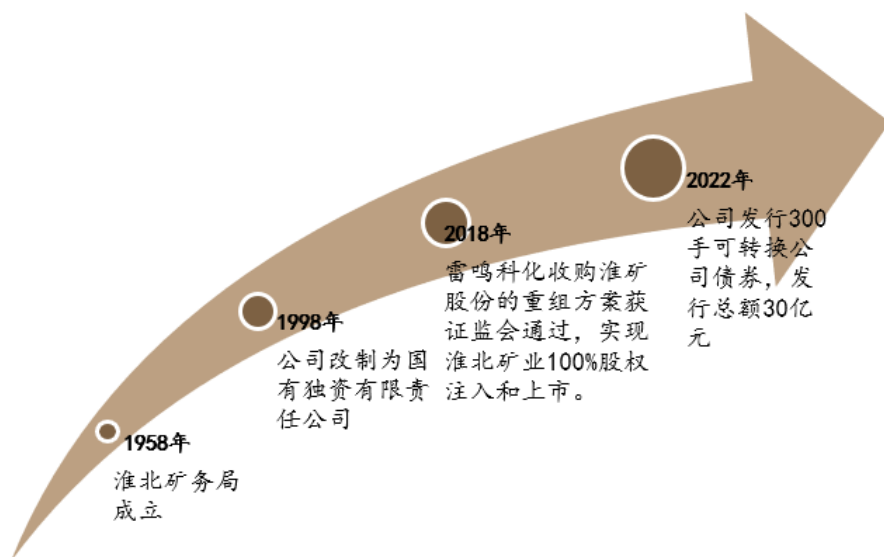 1958年
淮北矿务局
成立
1998年
公司改制为国
有独资有限责
任公司
2018年
雷鸣科化收购淮矿
股份的重组方案获
证监会通过，实现
淮北矿业100%股权
注入和上市。
2022年
公司发行300
手可转换公
司债券，发
行总额30亿
元